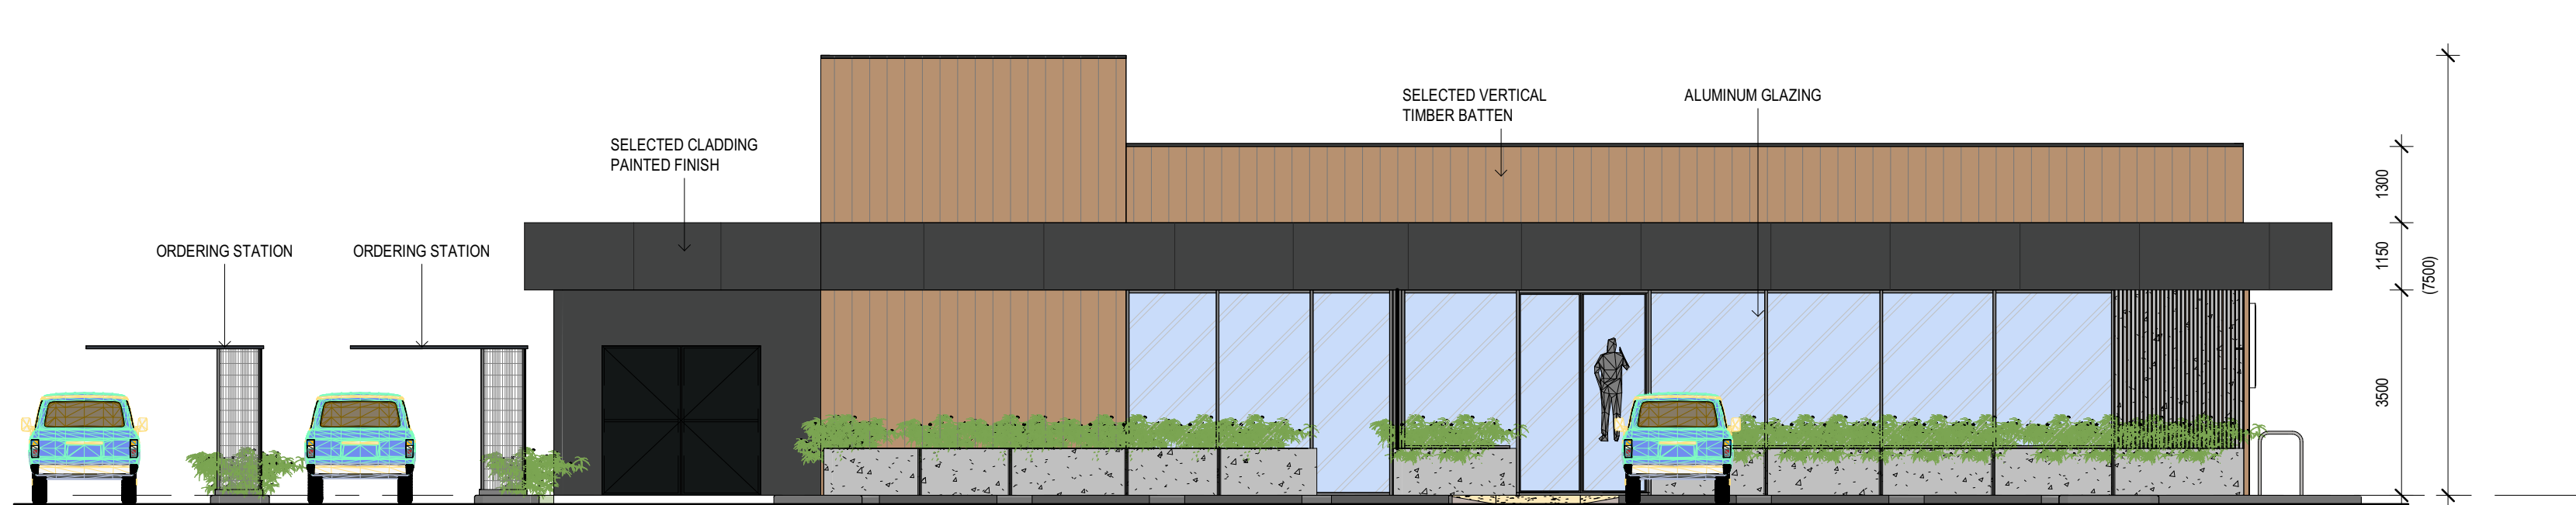 SELECTED VERTICAL
TIMBER BATTEN
ALUMINUM GLAZING
SELECTED CLADDING
PAINTED FINISH
ORDERING STATION
ORDERING STATION
1300
1150
(7500)
3500